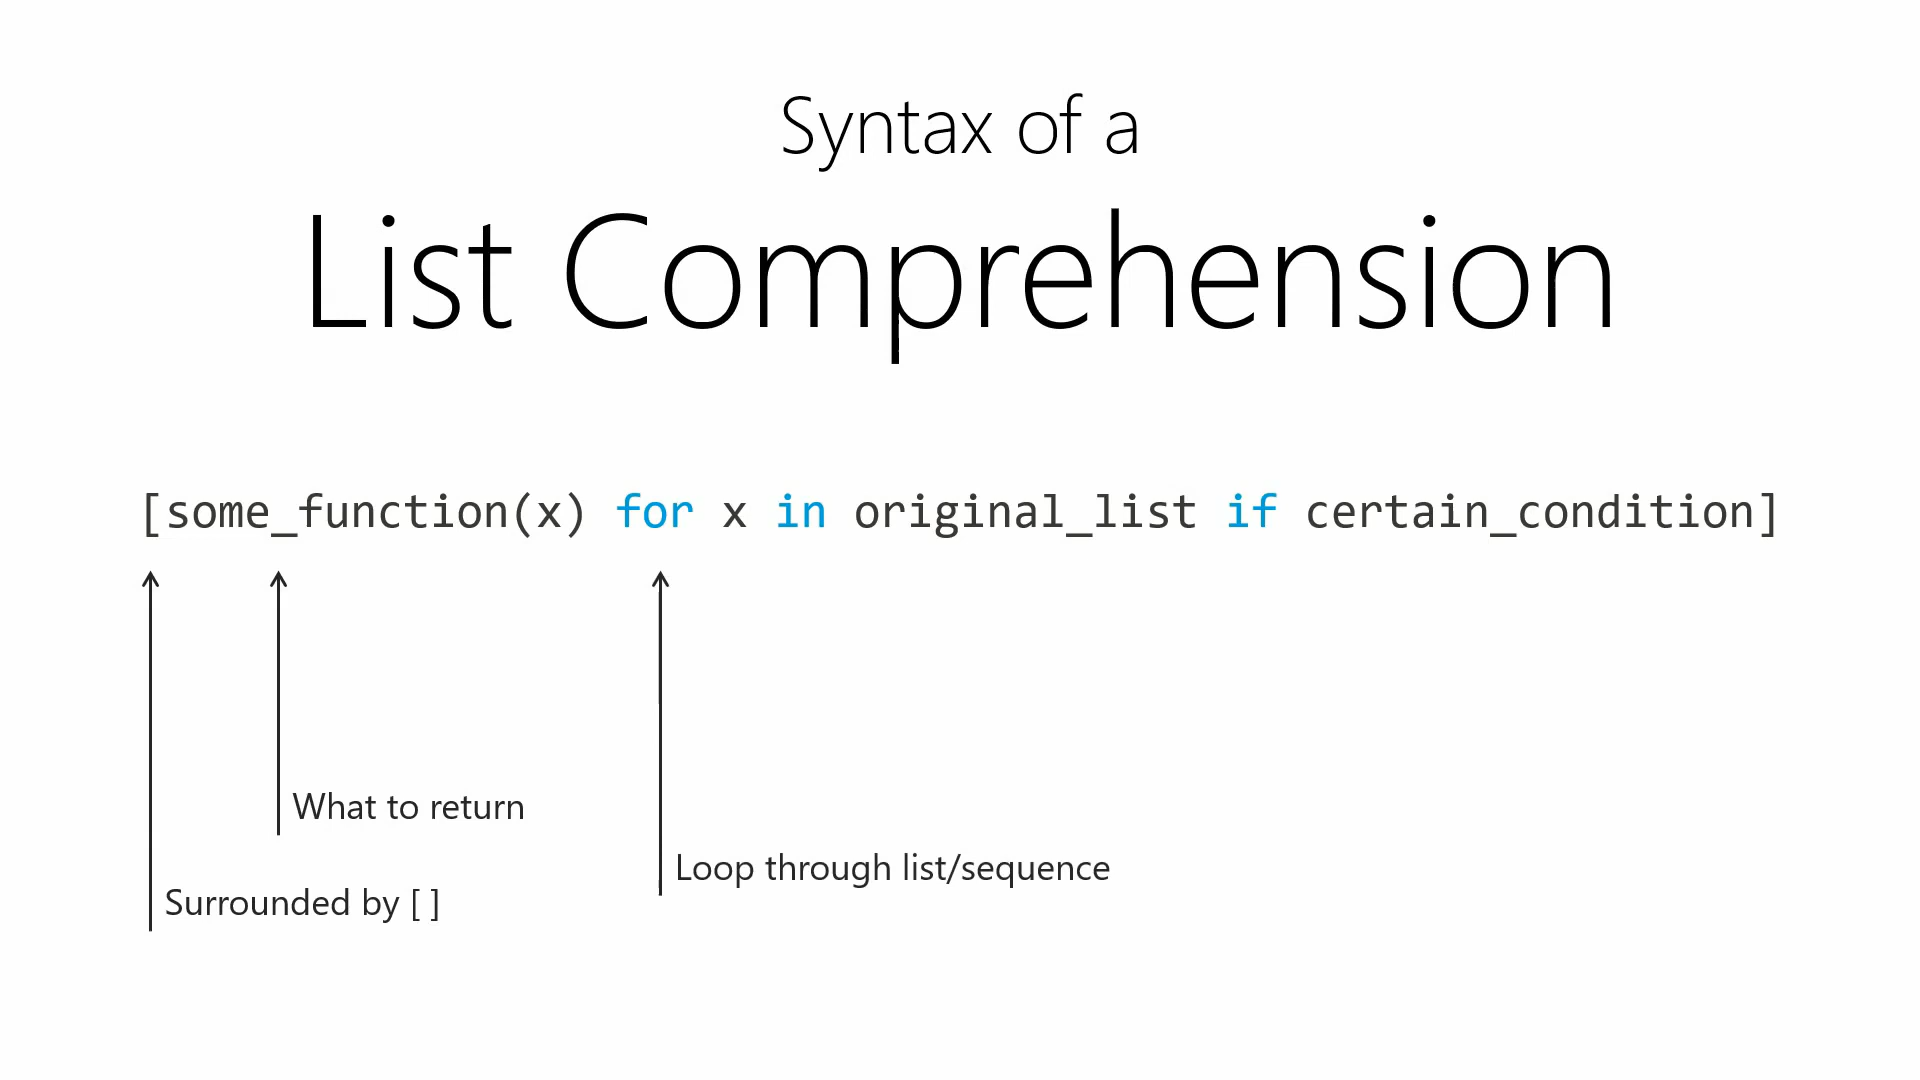 Syntax of a
List Comprehension
[some_function(x) for x in original_list if certain_condition]
What to return
Loop through list/sequence
Surrounded by [ ]